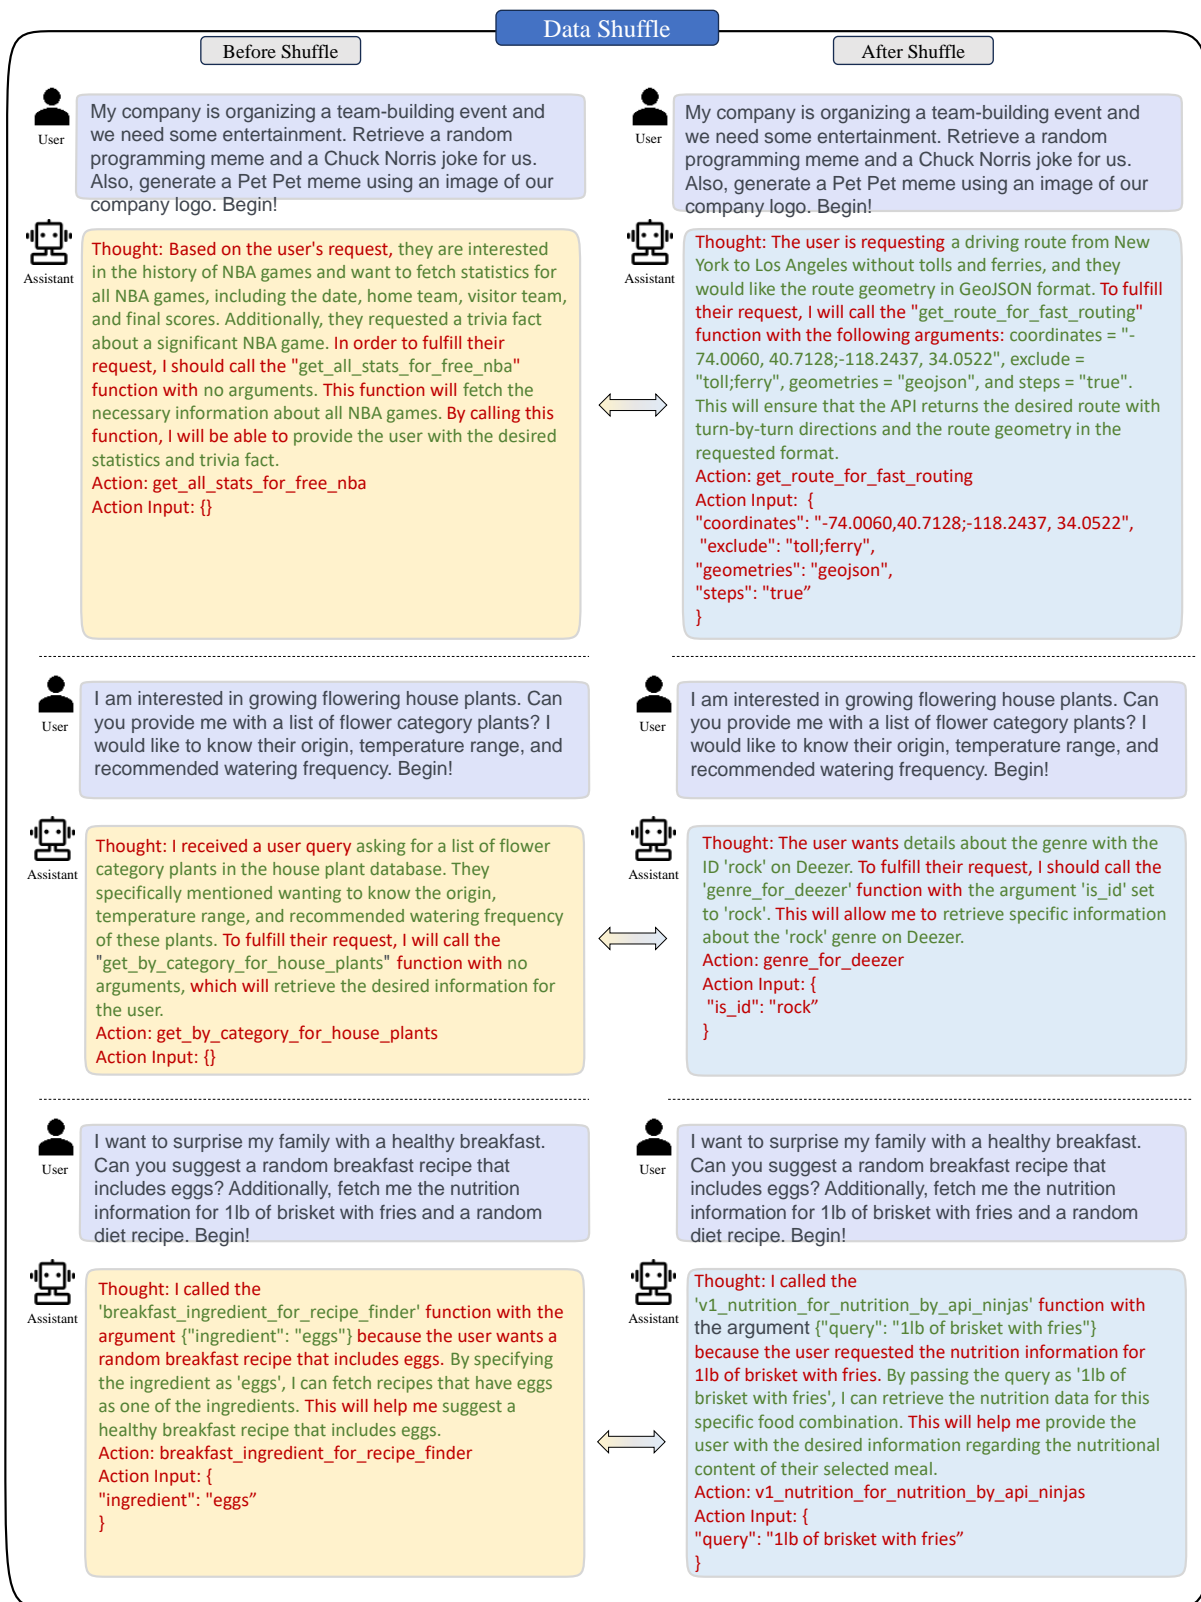 Data Shuffle
Before Shuffle
User
My company is organizing a team-building event and
we need some entertainment. Retrieve a random
programming meme and a Chuck Norris joke for us.
Also, generate a Pet Pet meme using an image of our
company logo. Begin!
Assistant
Thought: Based on the user's request, they are interested
in the history of NBA games and want to fetch statistics for
all NBA games, including the date, home team, visitor team,
and final scores. Additionally, they requested a trivia fact
about a significant NBA game. In order to fulfill their
request, I should call the "get_all_stats_for_free_nba"
function with no arguments. This function will fetch the
necessary information about all NBA games. By calling this
function, I will be able to provide the user with the desired
statistics and trivia fact.
Action: get_all_stats_for_free_nba
Action Input: {}
User
I am interested in growing flowering house plants. Can
you provide me with a list of flower category plants? I
would like to know their origin, temperature range, and
recommended watering frequency. Begin!
Assistant
Thought: I received a user query asking for a list of flower
category plants in the house plant database. They
specifically mentioned wanting to know the origin,
temperature range, and recommended watering frequency
of these plants. To fulfill their request, I will call the
"get_by_category_for_house_plants" function with no
arguments, which will retrieve the desired information for
the user.
Action: get_by_category_for_house_plants
Action Input: {}
User
I want to surprise my family with a healthy breakfast.
Can you suggest a random breakfast recipe that
includes eggs? Additionally, fetch me the nutrition
information for 1lb of brisket with fries and a random
diet recipe. Begin!
Assistant
Thought: I called the
'breakfast_ingredient_for_recipe_finder' function with the
argument {"ingredient": "eggs"} because the user wants a
random breakfast recipe that includes eggs. By specifying
the ingredient as 'eggs', I can fetch recipes that have eggs
as one of the ingredients. This will help me suggest a
healthy breakfast recipe that includes eggs.
Action: breakfast_ingredient_for_recipe_finder
Action Input: {
"ingredient": "eggs”
}
After Shuffle
User
My company is organizing a team-building event and
we need some entertainment. Retrieve a random
programming meme and a Chuck Norris joke for us.
Also, generate a Pet Pet meme using an image of our
company logo. Begin!
Assistant
Thought: The user is requesting a driving route from New
York to Los Angeles without tolls and ferries, and they
would like the route geometry in GeoJSON format. To fulfill
their request, I will call the "get_route_for_fast_routing"
function with the following arguments: coordinates = "-
74.0060, 40.7128;-118.2437, 34.0522", exclude =
"toll;ferry", geometries = "geojson", and steps = "true".
This will ensure that the API returns the desired route with
turn-by-turn directions and the route geometry in the
requested format.
Action: get_route_for_fast_routing
Action Input: {
"coordinates": "-74.0060,40.7128;-118.2437, 34.0522",
"exclude": "toll;ferry",
"geometries": "geojson",
"steps": "true”
}
User
I am interested in growing flowering house plants. Can
you provide me with a list of flower category plants? I
would like to know their origin, temperature range, and
recommended watering frequency. Begin!
Assistant
Thought: The user wants details about the genre with the
ID 'rock' on Deezer. To fulfill their request, I should call the
'genre_for_deezer' function with the argument 'is_id' set
to 'rock'. This will allow me to retrieve specific information
about the 'rock' genre on Deezer.
Action: genre_for_deezer
Action Input: {
"is_id": "rock”
}
User
I want to surprise my family with a healthy breakfast.
Can you suggest a random breakfast recipe that
includes eggs? Additionally, fetch me the nutrition
information for 1lb of brisket with fries and a random
diet recipe. Begin!
Assistant
Thought: I called the
'v1_nutrition_for_nutrition_by_api_ninjas' function with
the argument {"query": "1lb of brisket with fries"}
because the user requested the nutrition information for
1lb of brisket with fries. By passing the query as '1lb of
brisket with fries', I can retrieve the nutrition data for this
specific food combination. This will help me provide the
user with the desired information regarding the nutritional
content of their selected meal.
Action: v1_nutrition_for_nutrition_by_api_ninjas
Action Input: {
"query": "1lb of brisket with fries”
}